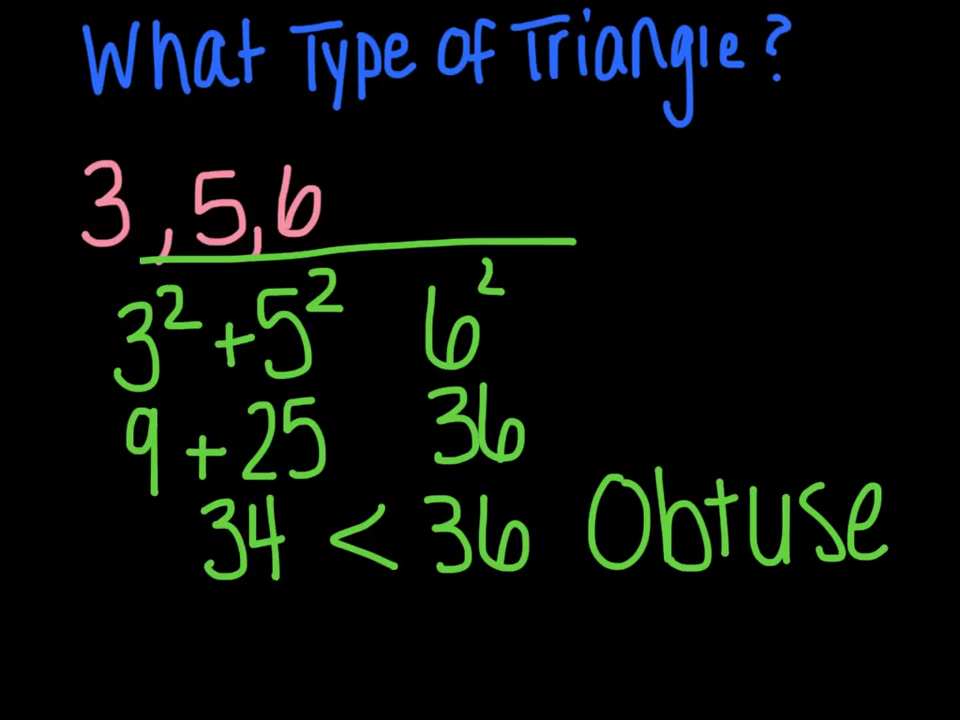 What Type of Triangle?
3, 5, 6
3² + 5² 6²
9 + 25 36
34 < 36 Obtuse